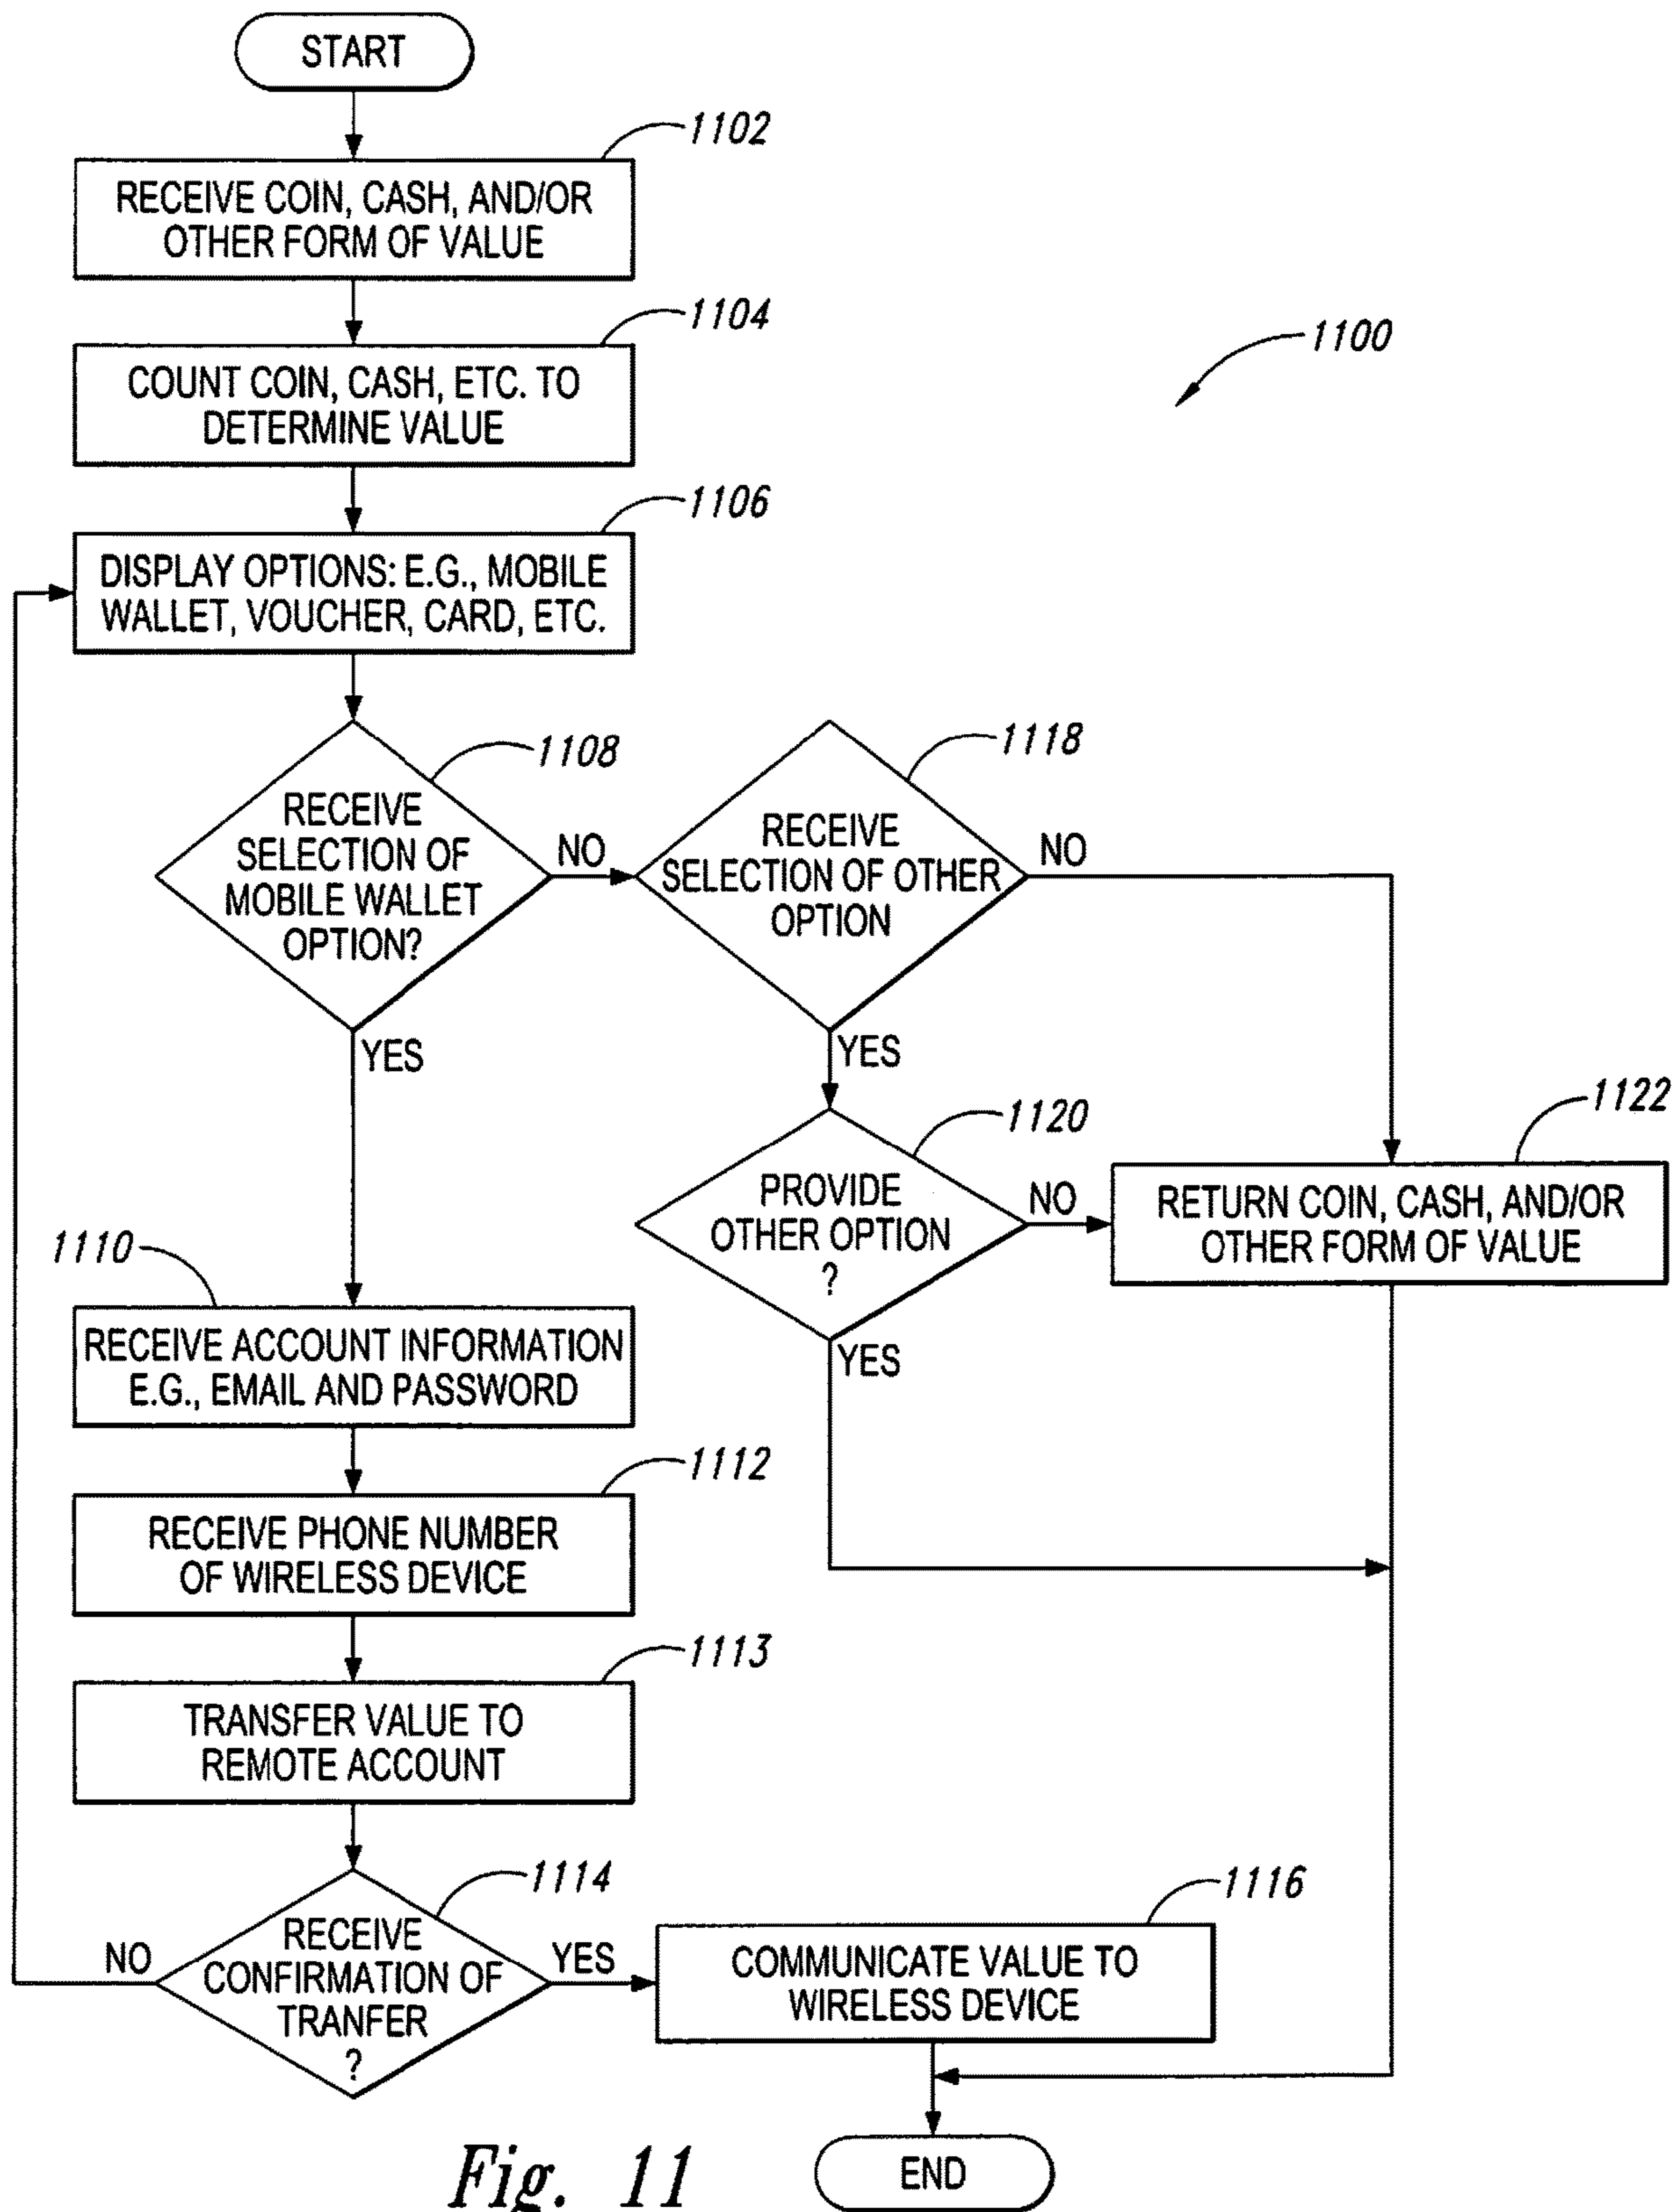 START
1102
RECEIVE COIN, CASH, AND/OR
OTHER FORM OF VALUE
1104
COUNT COIN, CASH, ETC. TO
DETERMINE VALUE
1100
1106
DISPLAY OPTIONS: E.G., MOBILE
WALLET, VOUCHER, CARD, ETC.
1108
RECEIVE
SELECTION OF
MOBILE WALLET
OPTION?
NO
YES
1118
RECEIVE
SELECTION OF OTHER
OPTION
NO
YES
1120
PROVIDE
OTHER OPTION
?
NO
YES
1122
RETURN COIN, CASH, AND/OR
OTHER FORM OF VALUE
1110
RECEIVE ACCOUNT INFORMATION
E.G., EMAIL AND PASSWORD
1112
RECEIVE PHONE NUMBER
OF WIRELESS DEVICE
1113
TRANSFER VALUE TO
REMOTE ACCOUNT
1114
RECEIVE
CONFIRMATION OF
TRANFER
?
NO
YES
1116
COMMUNICATE VALUE TO
WIRELESS DEVICE
END
Fig. 11